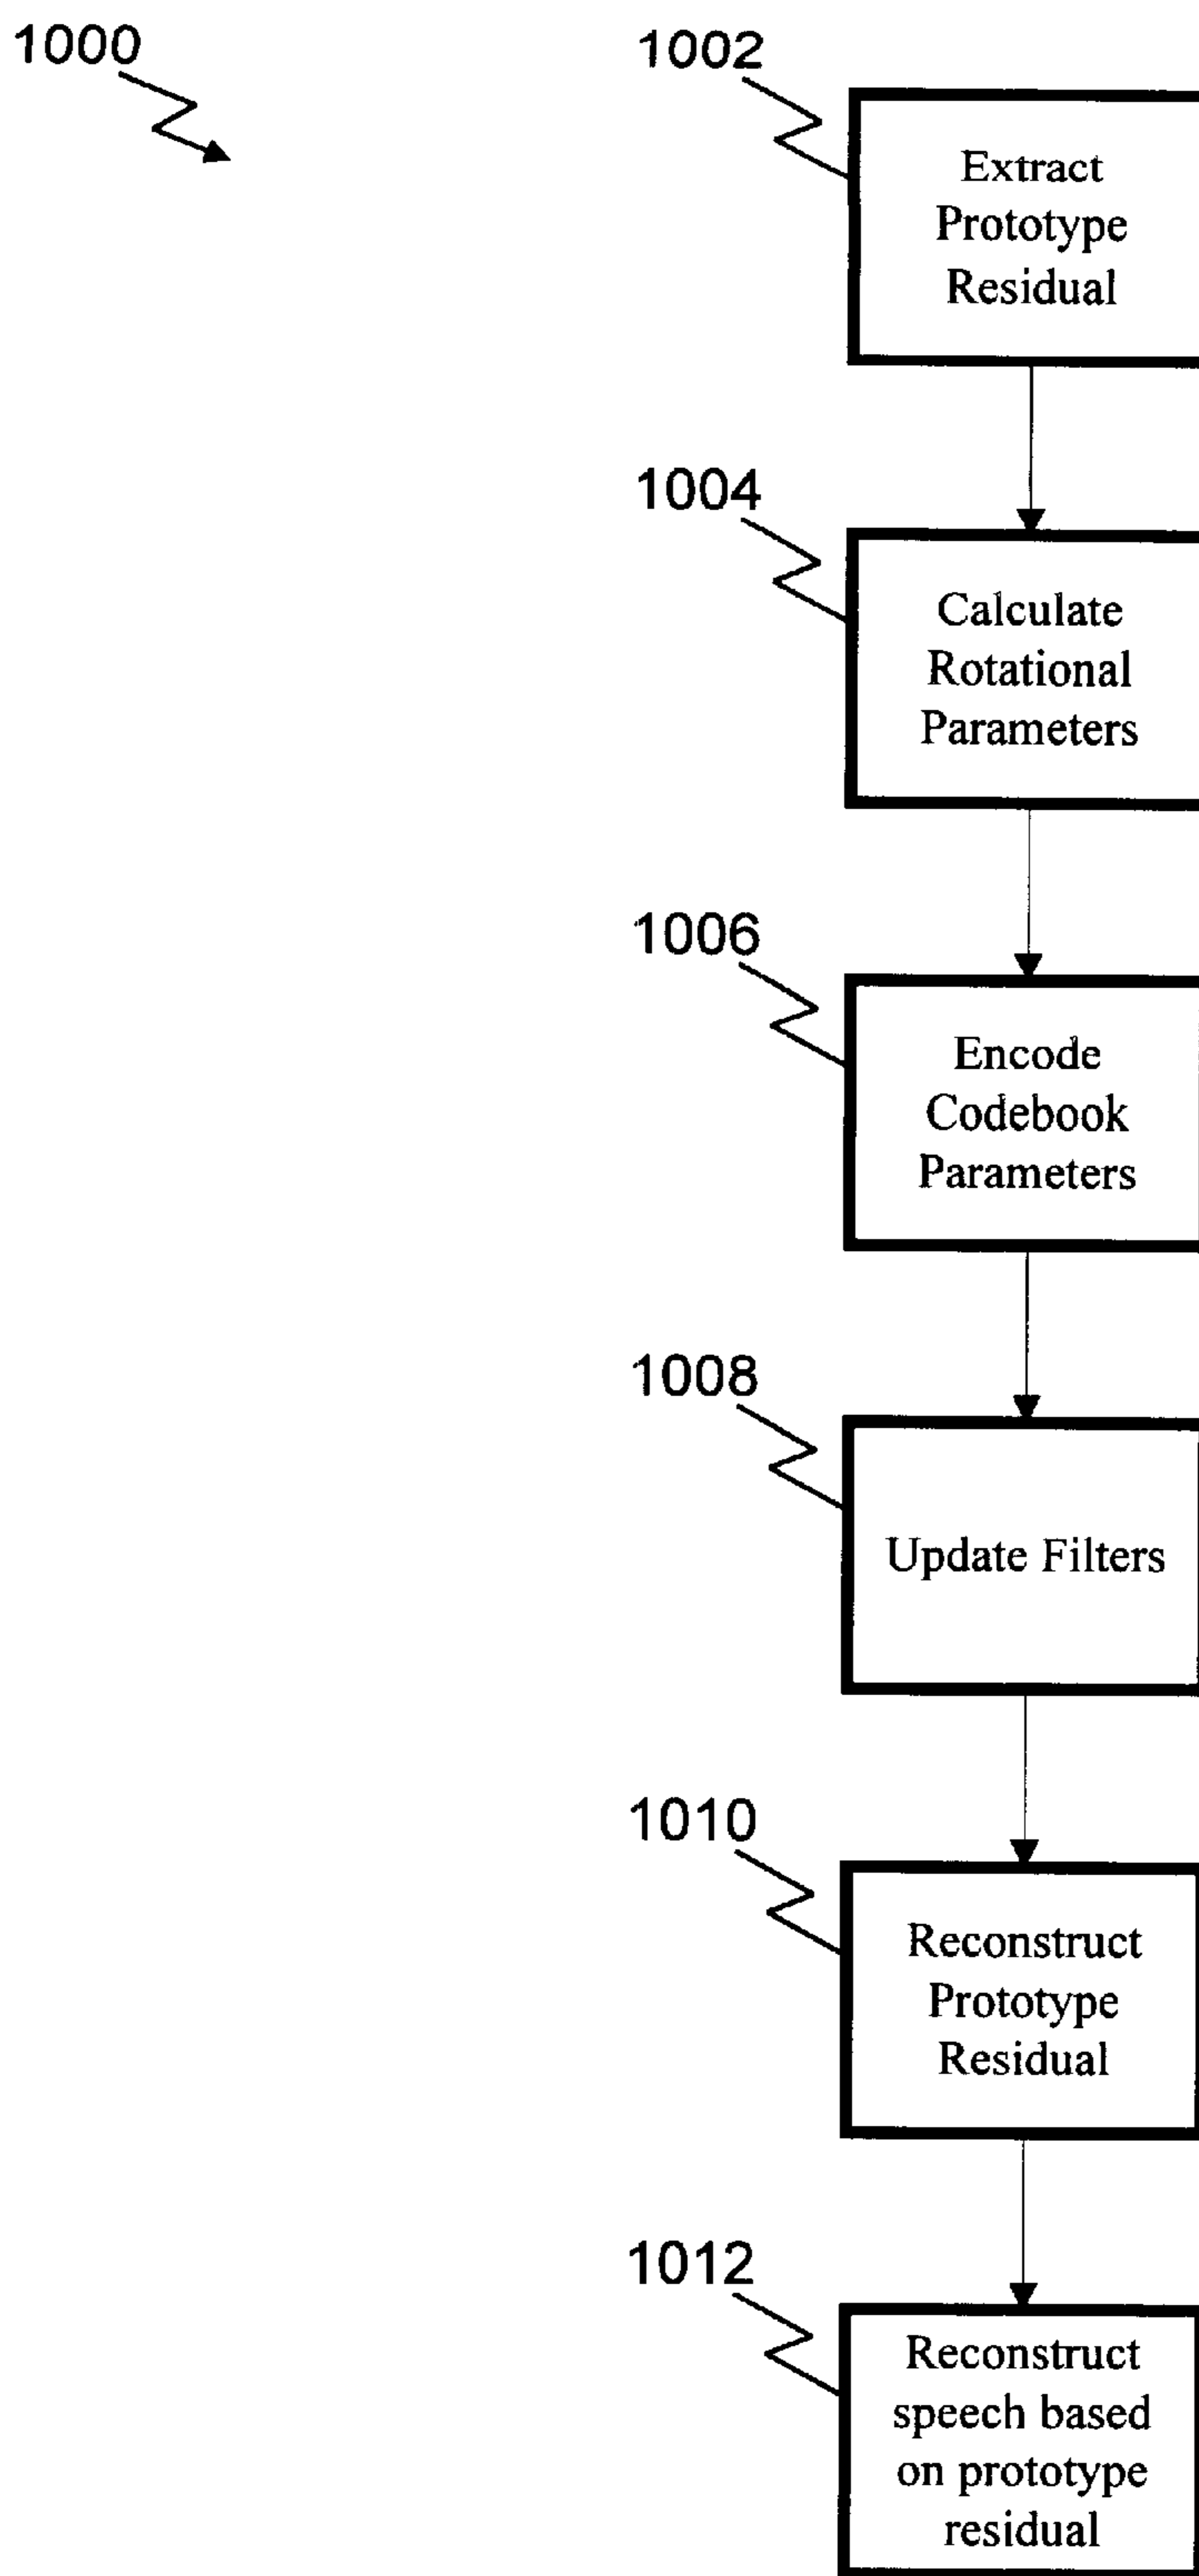 1000
1002
Extract
Prototype
Residual
1004
Calculate
Rotational
Parameters
1006
Encode
Codebook
Parameters
1008
Update Filters
1010
Reconstruct
Prototype
Residual
1012
Reconstruct
speech based
on prototype
residual